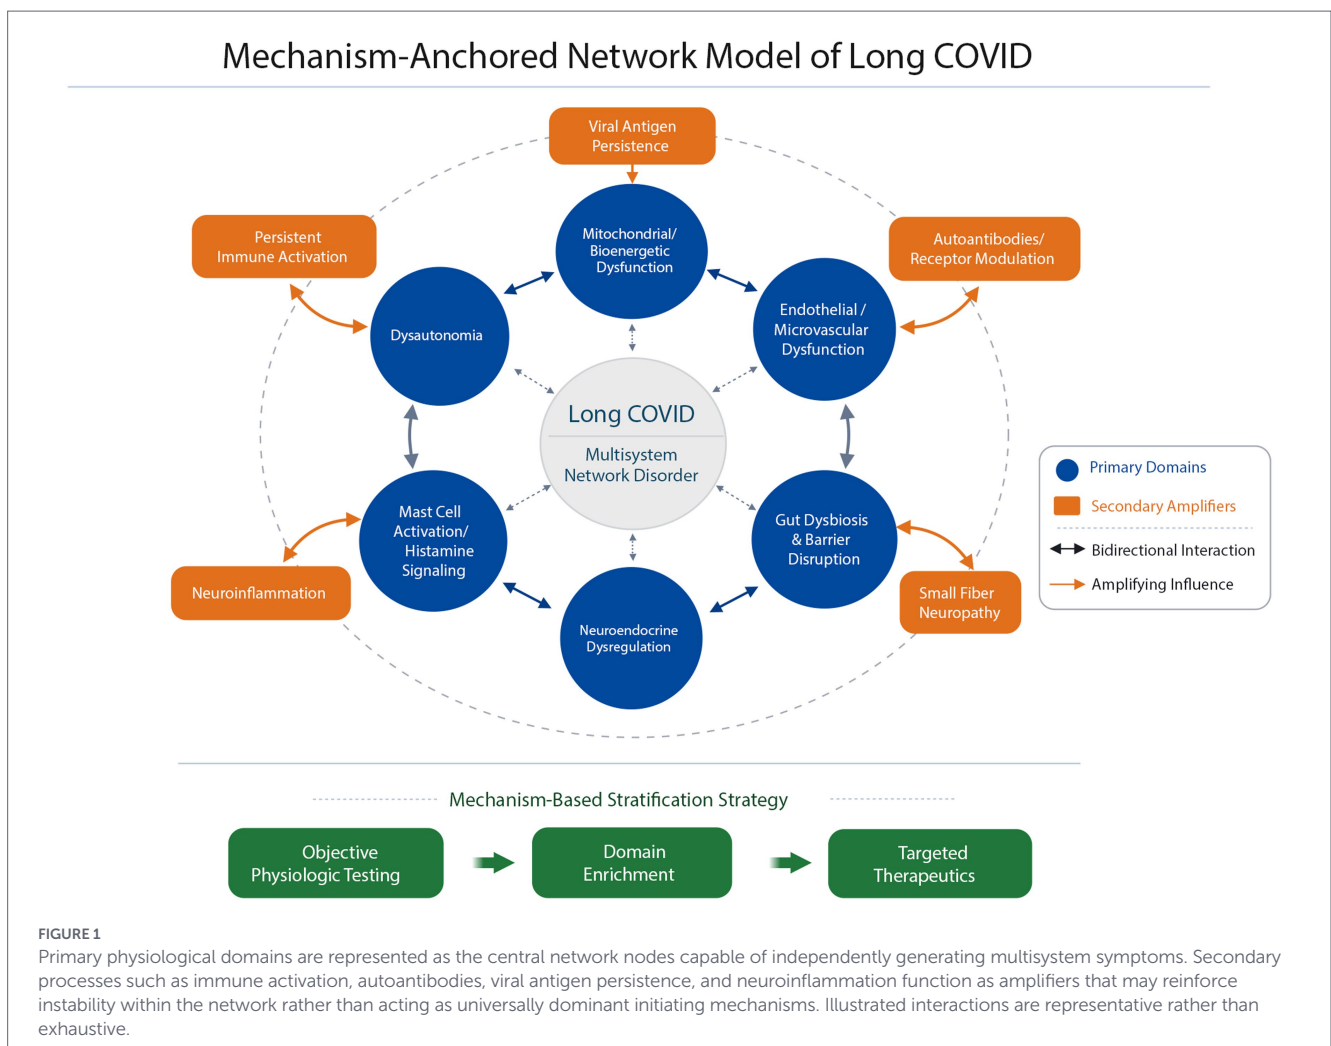 Mechanism-Anchored Network Model of Long COVID
Viral Antigen
Persistence
Persistent
Immune Activation
Autoantibodies/
Receptor Modulation
Mitochondrial/
Bioenergetic
Dysfunction
Dysautonomia
Endothelial /
Microvascular
Dysfunction
Long COVID
Multisystem
Network Disorder
Mast Cell
Activation/
Histamine
Signaling
Gut Dysbiosis
& Barrier
Disruption
Neuroinflammation
Small Fiber
Neuropathy
Neuroendocrine
Dysregulation
Primary Domains
Secondary Amplifiers
Bidirectional Interaction
Amplifying Influence
Mechanism-Based Stratification Strategy
Objective
Physiologic Testing
Domain
Enrichment
Targeted
Therapeutics
FIGURE 1
Primary physiological domains are represented as the central network nodes capable of independently generating multisystem symptoms. Secondary
processes such as immune activation, autoantibodies, viral antigen persistence, and neuroinflammation function as amplifiers that may reinforce
instability within the network rather than acting as universally dominant initiating mechanisms. Illustrated interactions are representative rather than
exhaustive.